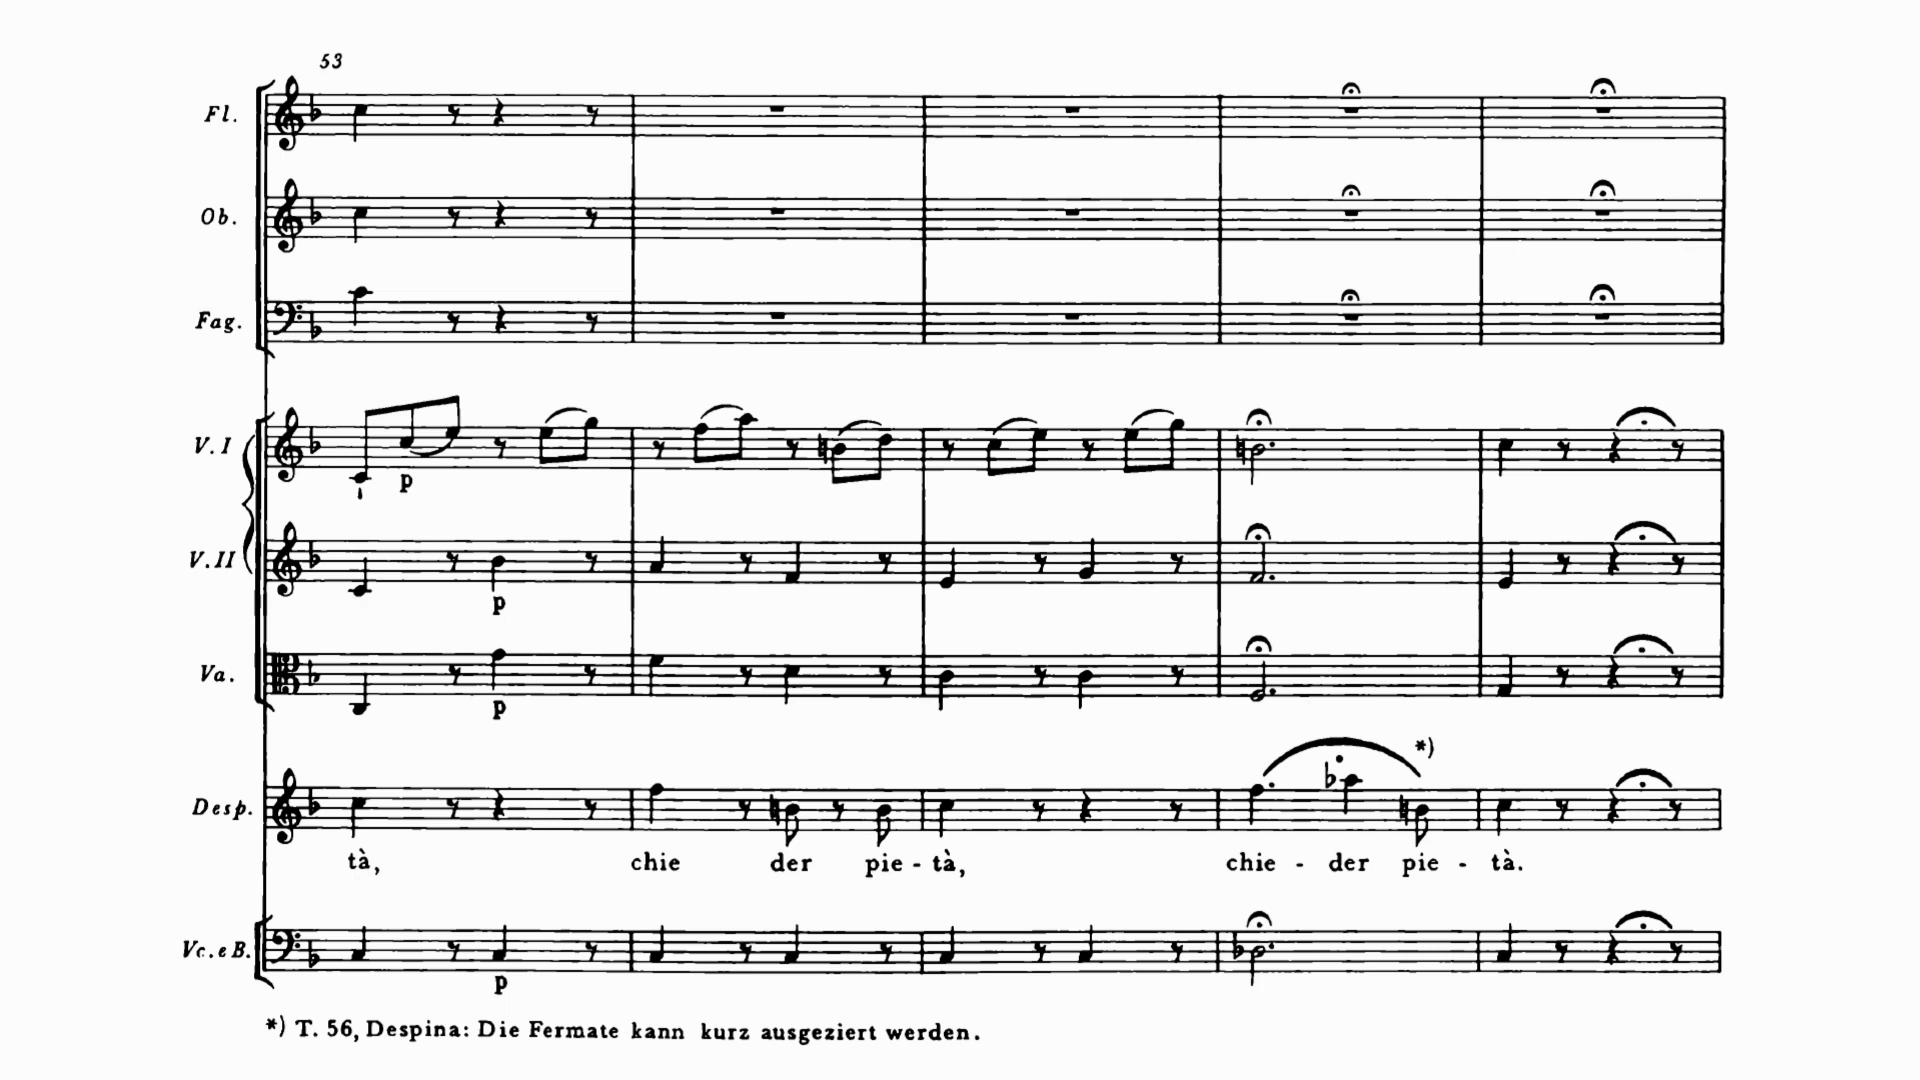 53
Fl.
Ob.
Fag.
V. I
p
V. II
p
Va.
p
*)
Desp.
tà, chie der pie - tà, chie - der pie - tà.
Vc. e B.
p
*) T. 56, Despina: Die Fermate kann kurz ausgeziert werden.